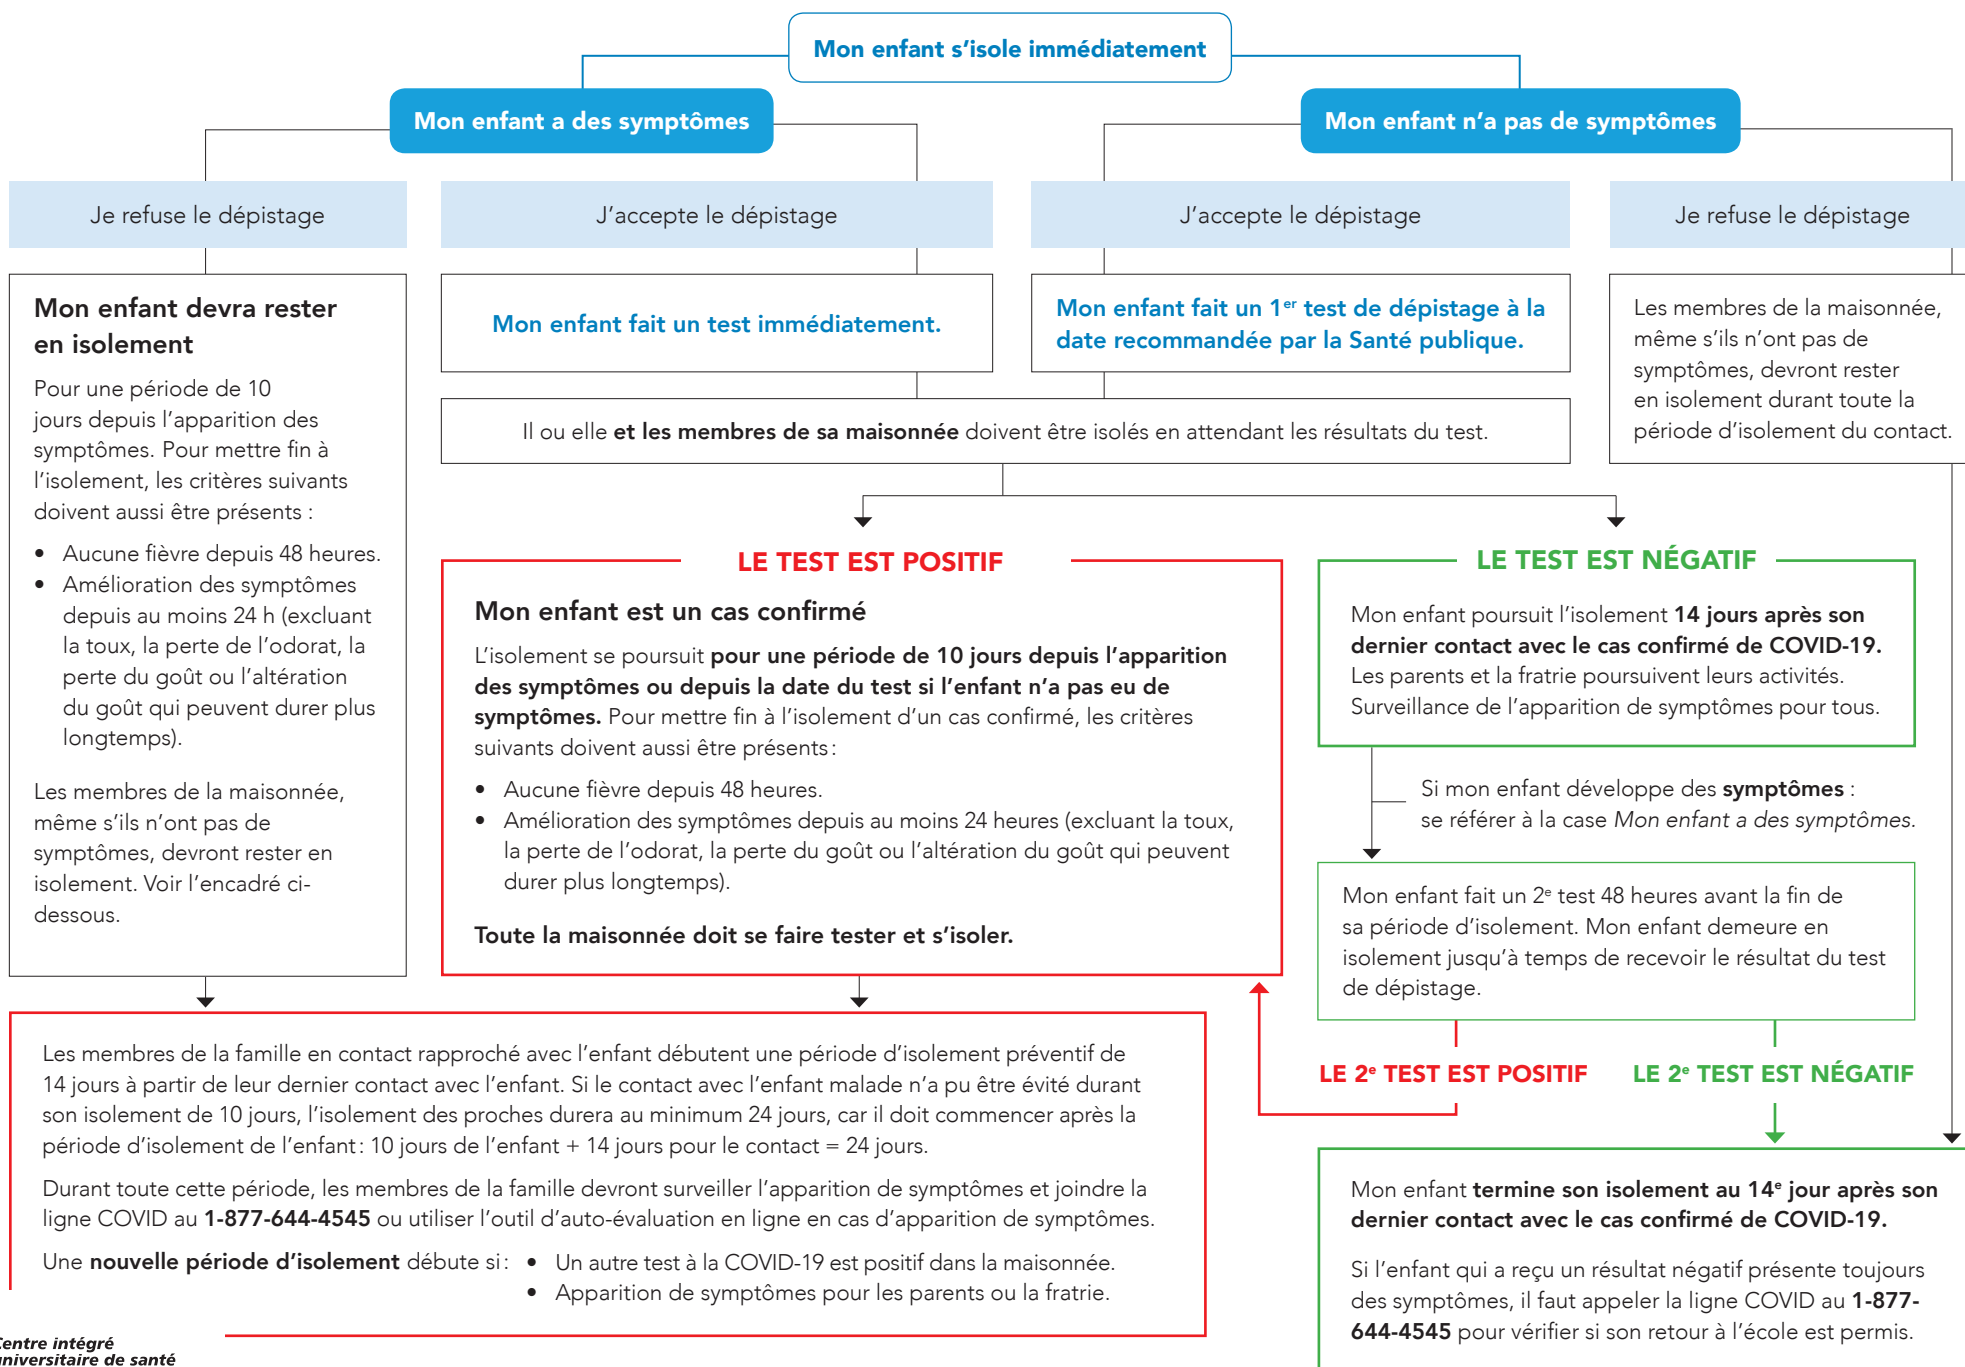 Mon enfant s’isole immédiatement
Mon enfant a des symptômes
Mon enfant n’a pas de symptômes
Je refuse le dépistage
J’accepte le dépistage
J’accepte le dépistage
Je refuse le dépistage
Mon enfant devra rester
en isolement
Pour une période de 10
jours depuis l’apparition des
symptômes. Pour mettre fin à
l’isolement, les critères suivants
doivent aussi être présents :
• Aucune fièvre depuis 48 heures.
• Amélioration des symptômes
depuis au moins 24 h (excluant
la toux, la perte de l’odorat, la
perte du goût ou l’altération
du goût qui peuvent durer plus
longtemps).
Les membres de la maisonnée,
même s’ils n’ont pas de
symptômes, devront rester en
isolement. Voir l’encadré ci-
dessous.
Mon enfant fait un test immédiatement.
Mon enfant fait un 1er test de dépistage à la
date recommandée par la Santé publique.
Les membres de la maisonnée,
même s’ils n’ont pas de
symptômes, devront rester
en isolement durant toute la
période d’isolement du contact.
Il ou elle et les membres de sa maisonnée doivent être isolés en attendant les résultats du test.
LE TEST EST POSITIF
Mon enfant est un cas confirmé
L’isolement se poursuit pour une période de 10 jours depuis l’apparition
des symptômes ou depuis la date du test si l’enfant n’a pas eu de
symptômes. Pour mettre fin à l’isolement d’un cas confirmé, les critères
suivants doivent aussi être présents :
• Aucune fièvre depuis 48 heures.
• Amélioration des symptômes depuis au moins 24 heures (excluant la toux,
la perte de l’odorat, la perte du goût ou l’altération du goût qui peuvent
durer plus longtemps).
Toute la maisonnée doit se faire tester et s’isoler.
LE TEST EST NÉGATIF
Mon enfant poursuit l’isolement 14 jours après son
dernier contact avec le cas confirmé de COVID-19.
Les parents et la fratrie poursuivent leurs activités.
Surveillance de l’apparition de symptômes pour tous.
Si mon enfant développe des symptômes :
se référer à la case Mon enfant a des symptômes.
Mon enfant fait un 2e test 48 heures avant la fin de
sa période d’isolement. Mon enfant demeure en
isolement jusqu’à temps de recevoir le résultat du test
de dépistage.
LE 2e TEST EST POSITIF
LE 2e TEST EST NÉGATIF
Les membres de la famille en contact rapproché avec l’enfant débutent une période d’isolement préventif de
14 jours à partir de leur dernier contact avec l’enfant. Si le contact avec l’enfant malade n’a pu être évité durant
son isolement de 10 jours, l’isolement des proches durera au minimum 24 jours, car il doit commencer après la
période d’isolement de l’enfant : 10 jours de l’enfant + 14 jours pour le contact = 24 jours.
Durant toute cette période, les membres de la famille devront surveiller l’apparition de symptômes et joindre la
ligne COVID au 1-877-644-4545 ou utiliser l’outil d’auto-évaluation en ligne en cas d’apparition de symptômes.
Une nouvelle période d’isolement débute si : • Un autre test à la COVID-19 est positif dans la maisonnée.
• Apparition de symptômes pour les parents ou la fratrie.
Mon enfant termine son isolement au 14e jour après son
dernier contact avec le cas confirmé de COVID-19.
Si l’enfant qui a reçu un résultat négatif présente toujours
des symptômes, il faut appeler la ligne COVID au 1-877-
644-4545 pour vérifier si son retour à l’école est permis.
Centre intégré
universitaire de santé